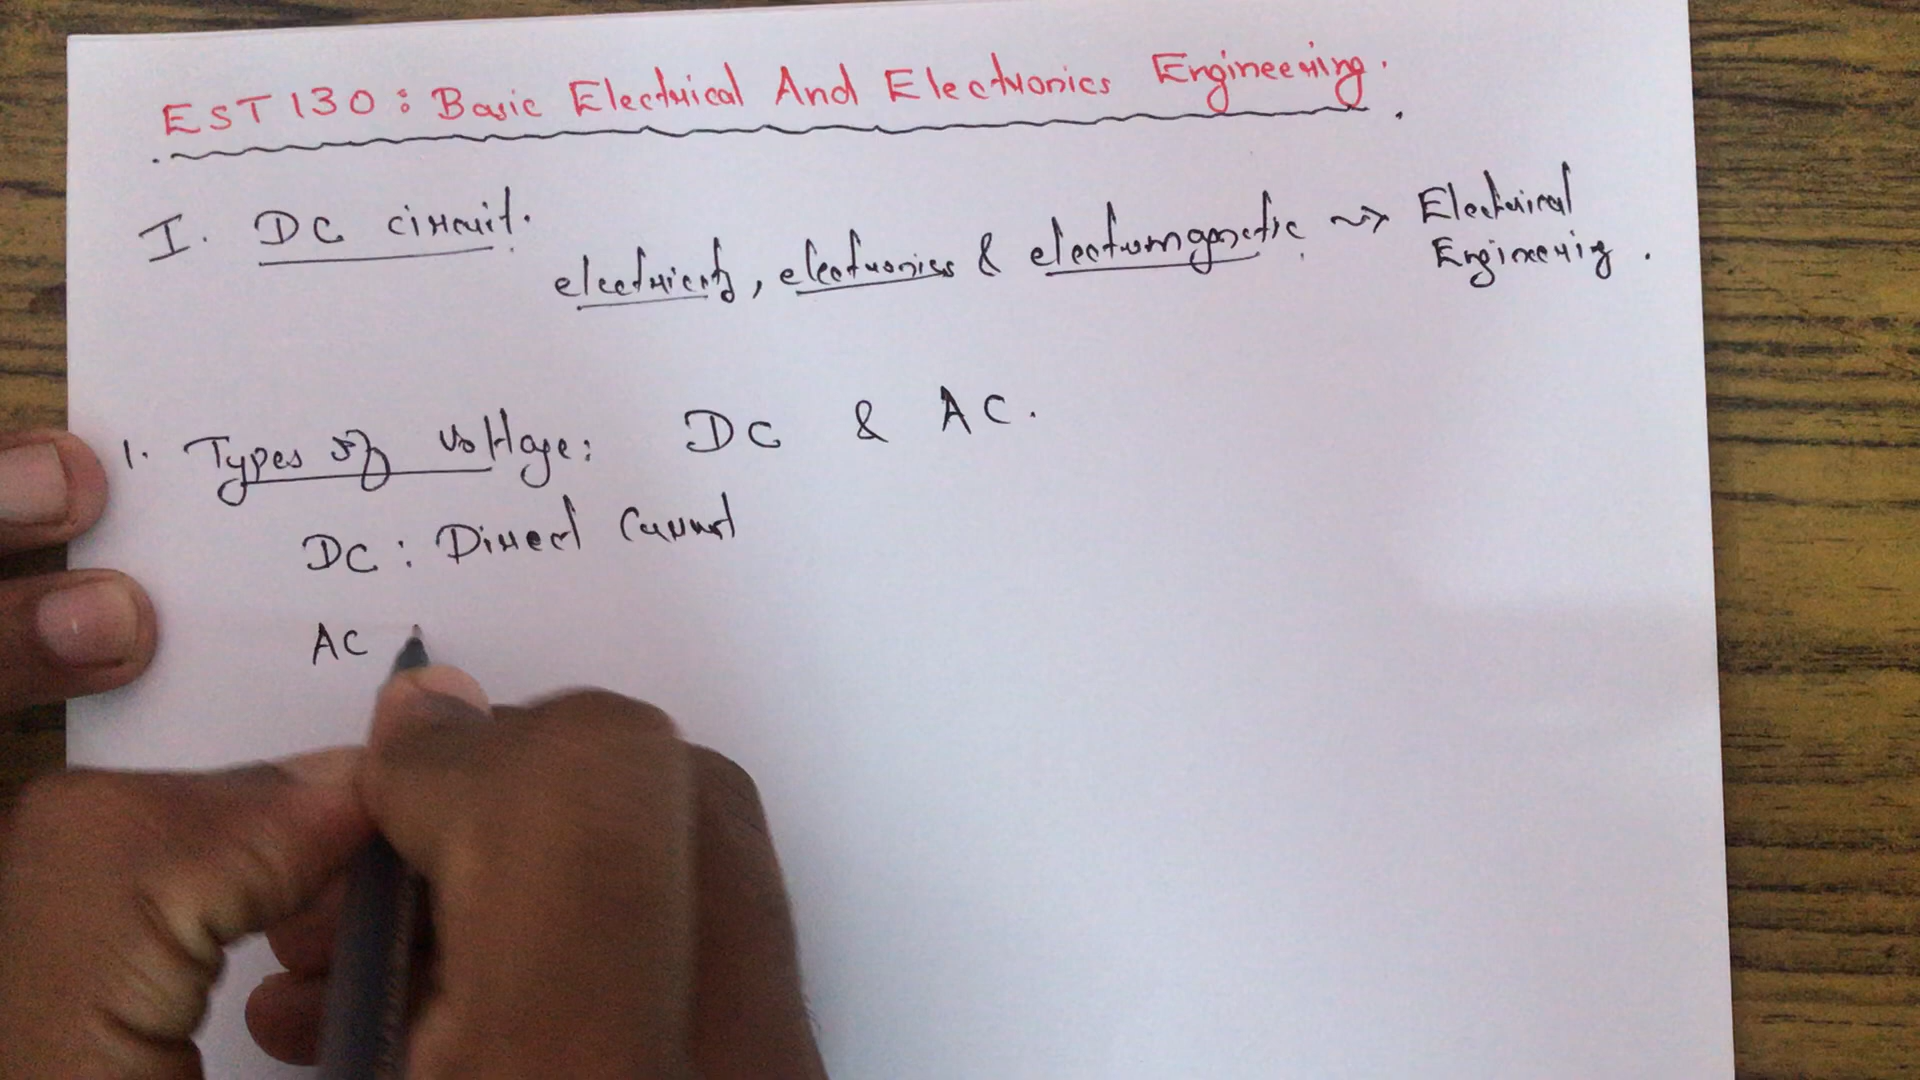 EST 130 : Basic Electrical And Electronics Engineering.
I. DC circuit.
electricity, electronics & electromganetic ⇝ Electrical
Engineering.
1. Types of voltage: DC & AC.
DC : Direct Current
AC